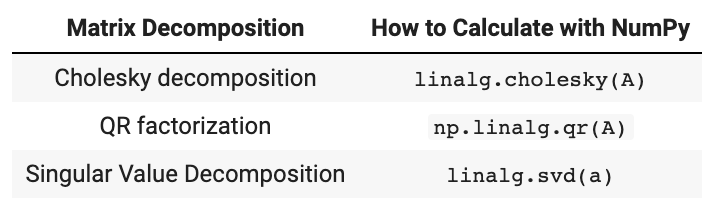 Matrix Decomposition How to Calculate with NumPy
Cholesky decomposition linalg.cholesky(A)
QR factorization np.linalg.qr(A)
Singular Value Decomposition linalg.svd(a)